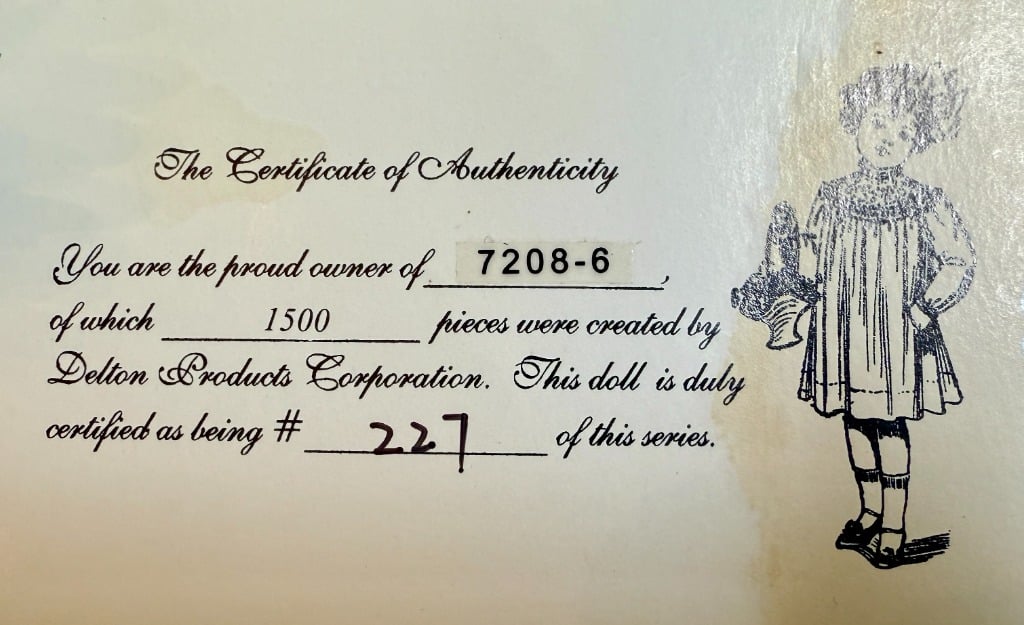 The Certificate of Authenticity
You are the proud owner of 7208-6,
of which 1500 pieces were created by
Delton Products Corporation. This doll is duly
certified as being # 227 of this series.